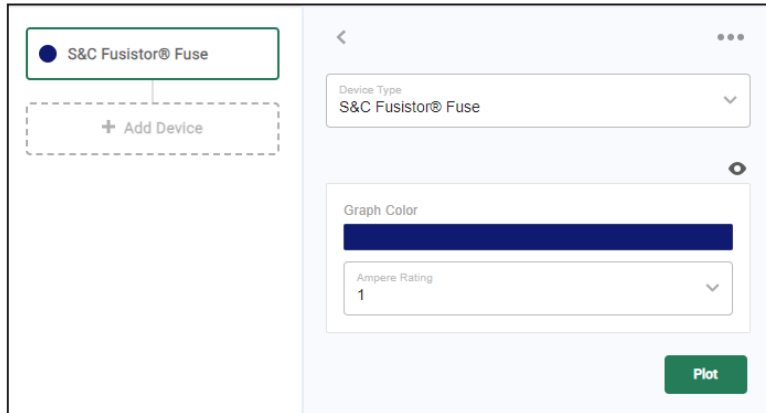 S&C Fusistor® Fuse
+ Add Device
Device Type
S&C Fusistor® Fuse
Graph Color
Ampere Rating
1
Plot